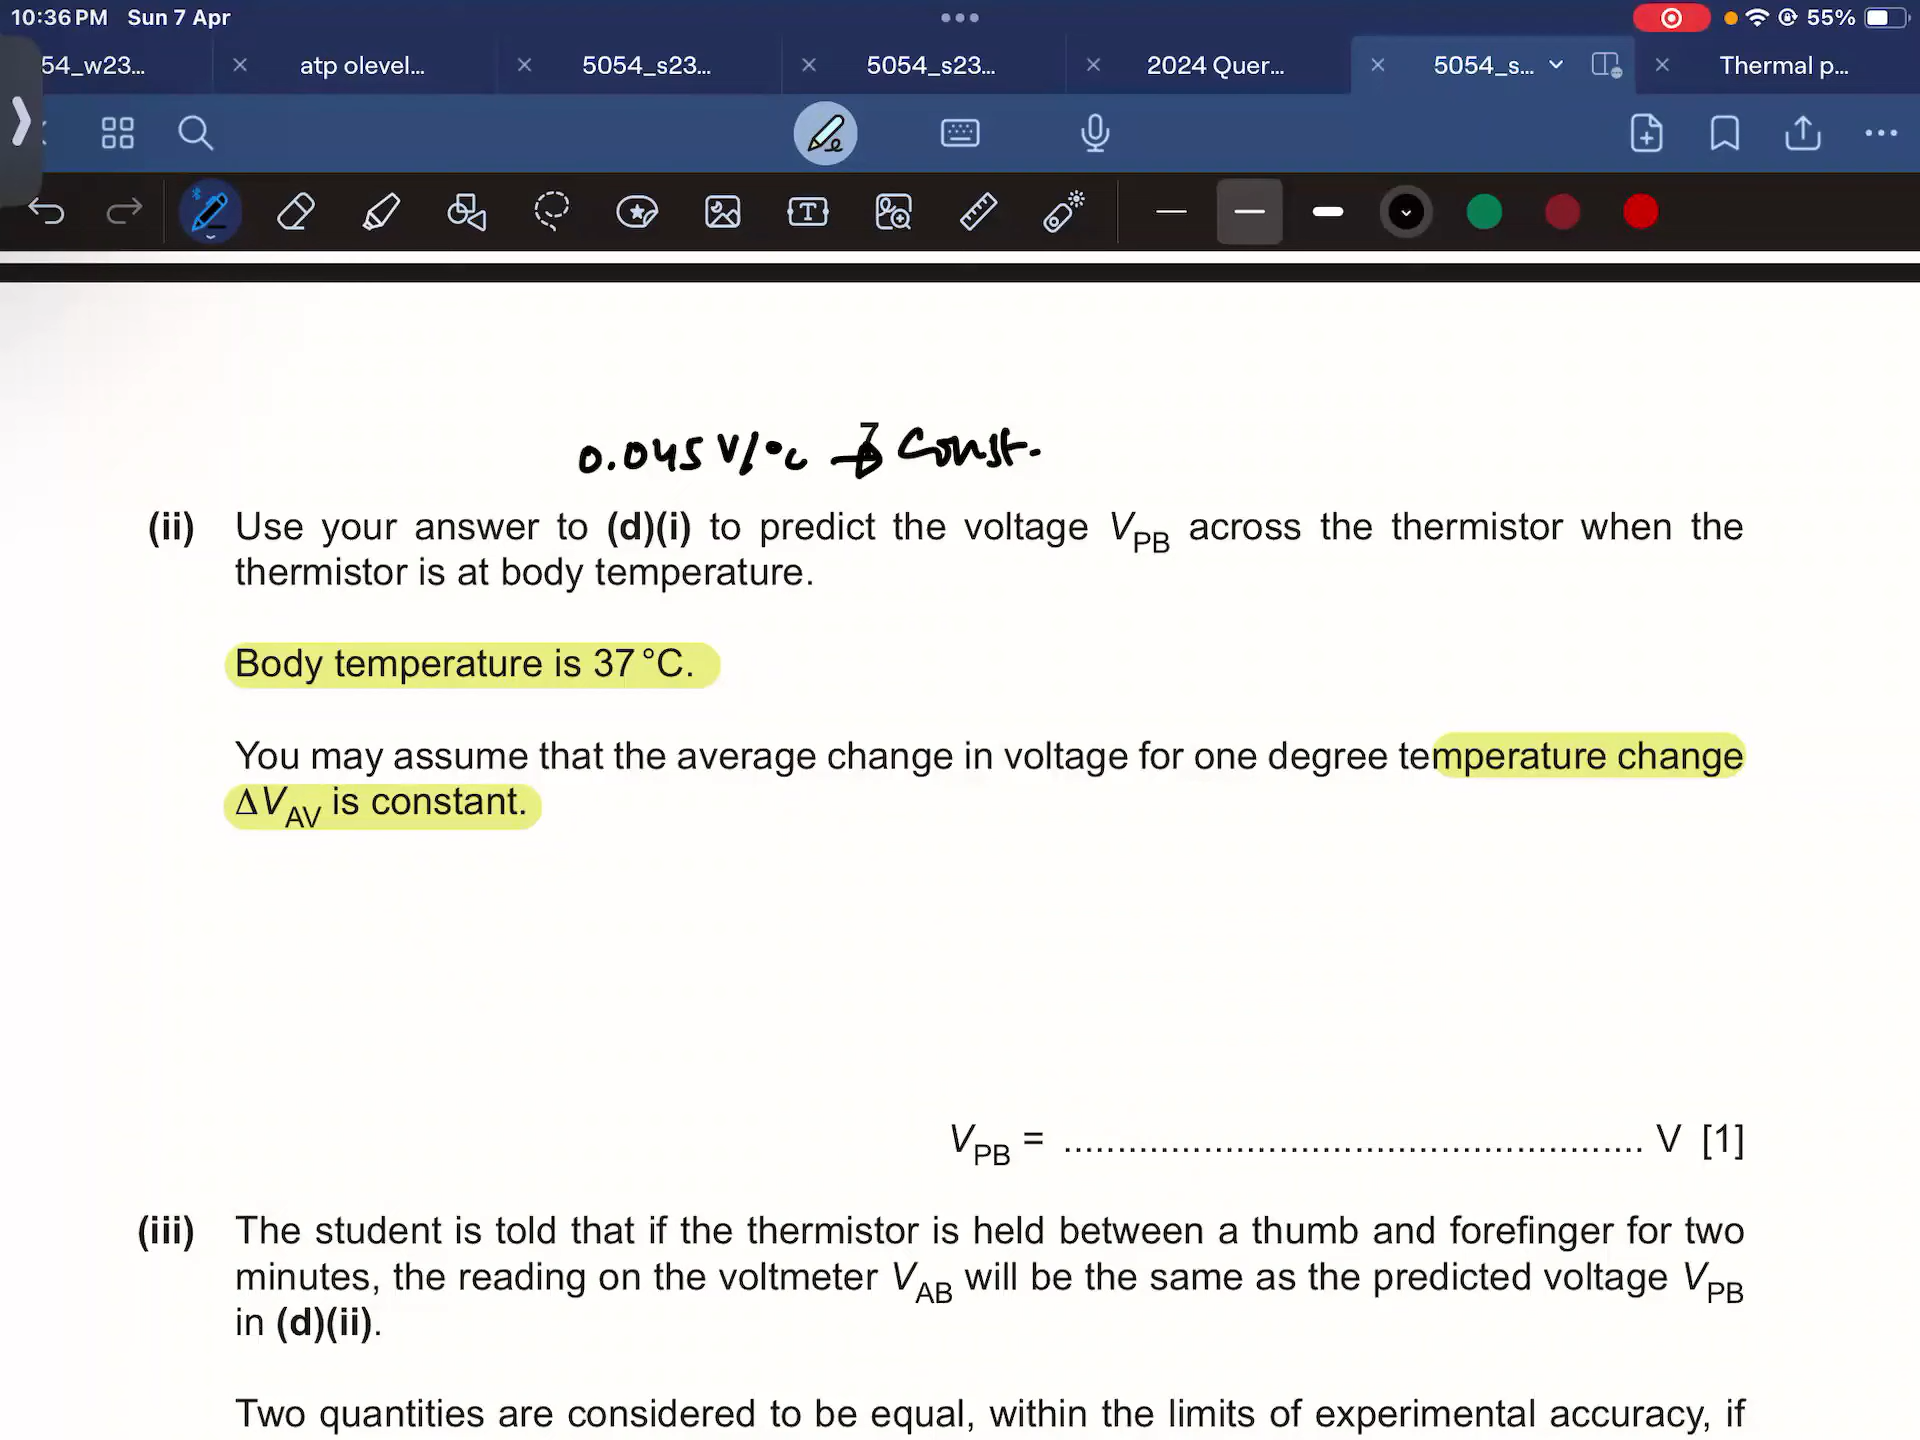 10:36 PM Sun 7 Apr
55%
54_w23...
atp olevel...
5054_s23...
5054_s23...
2024 Quer...
5054_s...
Thermal p...
0.045 V/°C → Const.
(ii) Use your answer to (d)(i) to predict the voltage VPB across the thermistor when the
thermistor is at body temperature.
Body temperature is 37 °C.
You may assume that the average change in voltage for one degree temperature change
ΔVAV is constant.
VPB = ........................................................ V [1]
(iii) The student is told that if the thermistor is held between a thumb and forefinger for two
minutes, the reading on the voltmeter VAB will be the same as the predicted voltage VPB
in (d)(ii).
Two quantities are considered to be equal, within the limits of experimental accuracy, if